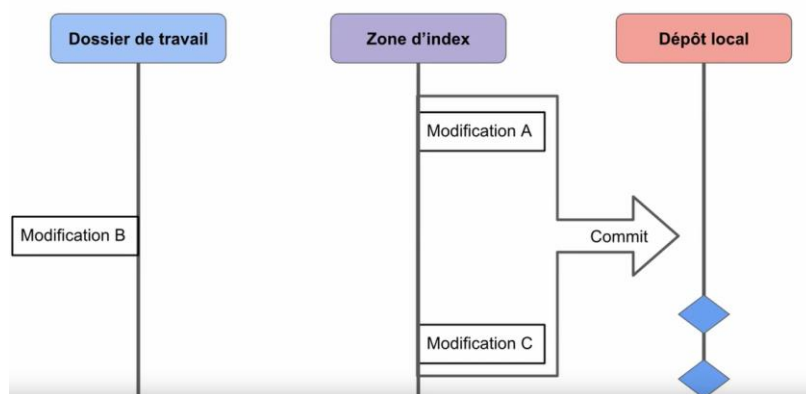 Dossier de travail
Zone d'index
Dépôt local
Modification A
Modification B
Commit
Modification C